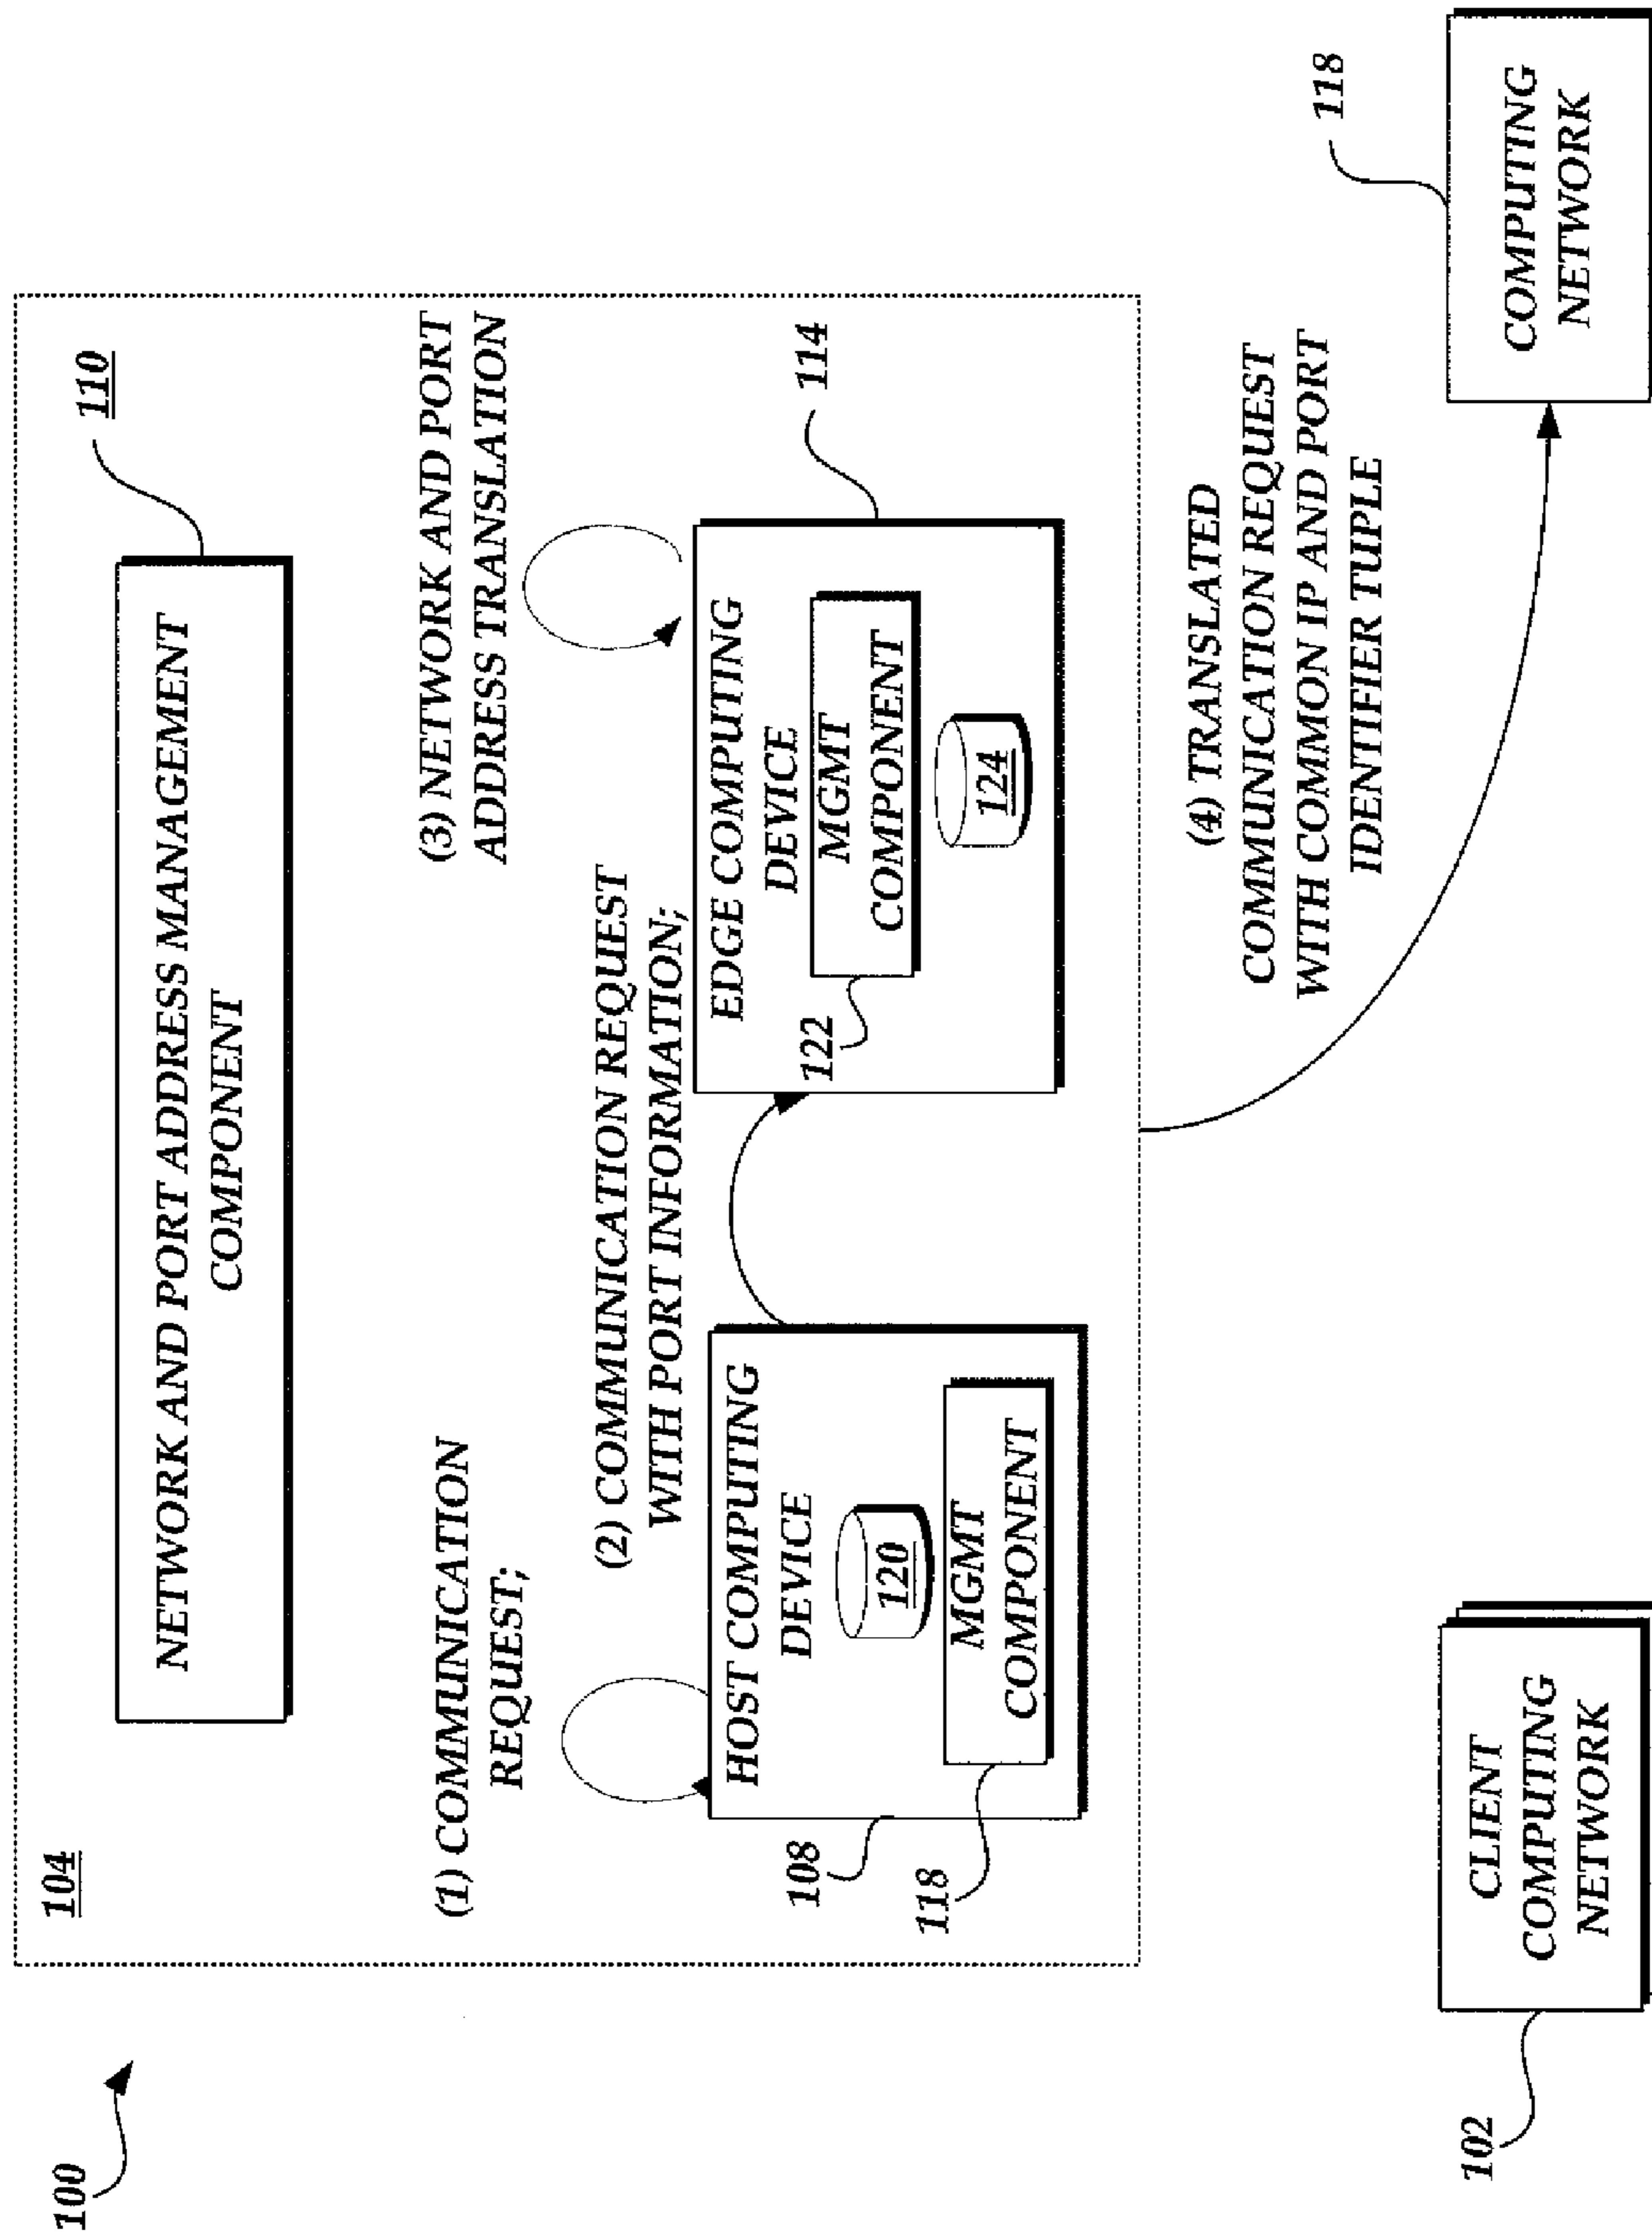 100
104
110
NETWORK AND PORT ADDRESS MANAGEMENT
COMPONENT
(1) COMMUNICATION
REQUEST;
(2) COMMUNICATION REQUEST
WITH PORT INFORMATION;
(3) NETWORK AND PORT
ADDRESS TRANSLATION
HOST COMPUTING
DEVICE
120
MGMT
COMPONENT
108
118
EDGE COMPUTING
DEVICE
MGMT
COMPONENT
124
122
114
(4) TRANSLATED
COMMUNICATION REQUEST
WITH COMMON IP AND PORT
IDENTIFIER TUPLE
CLIENT
COMPUTING
NETWORK
102
COMPUTING
NETWORK
118